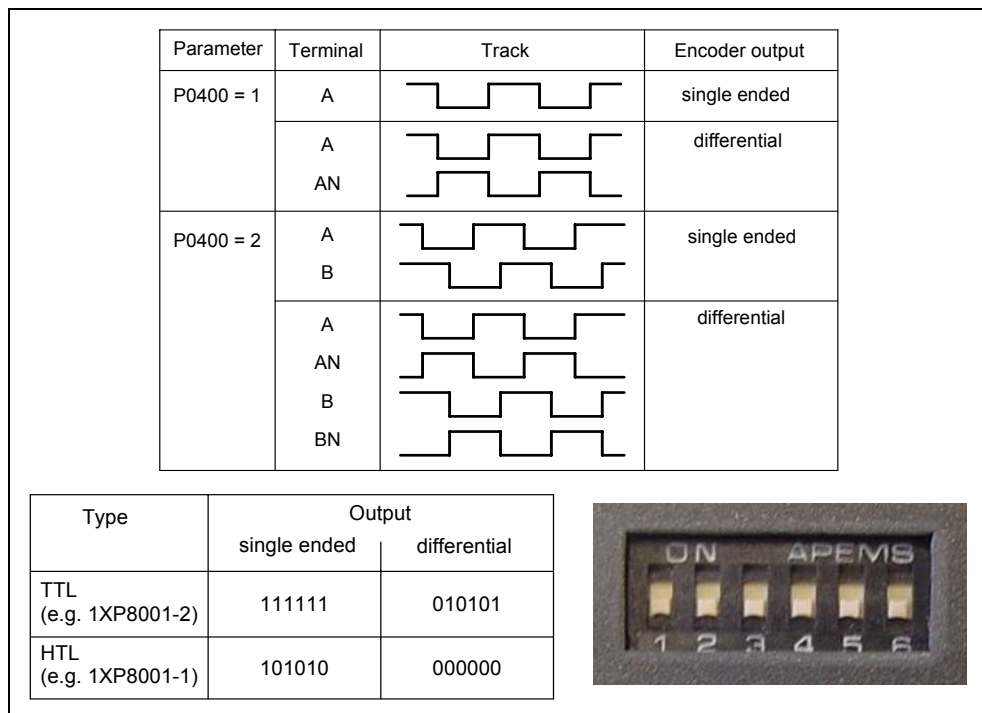 Parameter Terminal Track Encoder output
P0400 = 1 A single ended
A differential
AN
P0400 = 2 A single ended
B
A differential
AN
B
BN
Type Output
single ended differential
TTL
(e.g. 1XP8001-2) 111111 010101
HTL
(e.g. 1XP8001-1) 101010 000000
ON APEMS
1 2 3 4 5 6